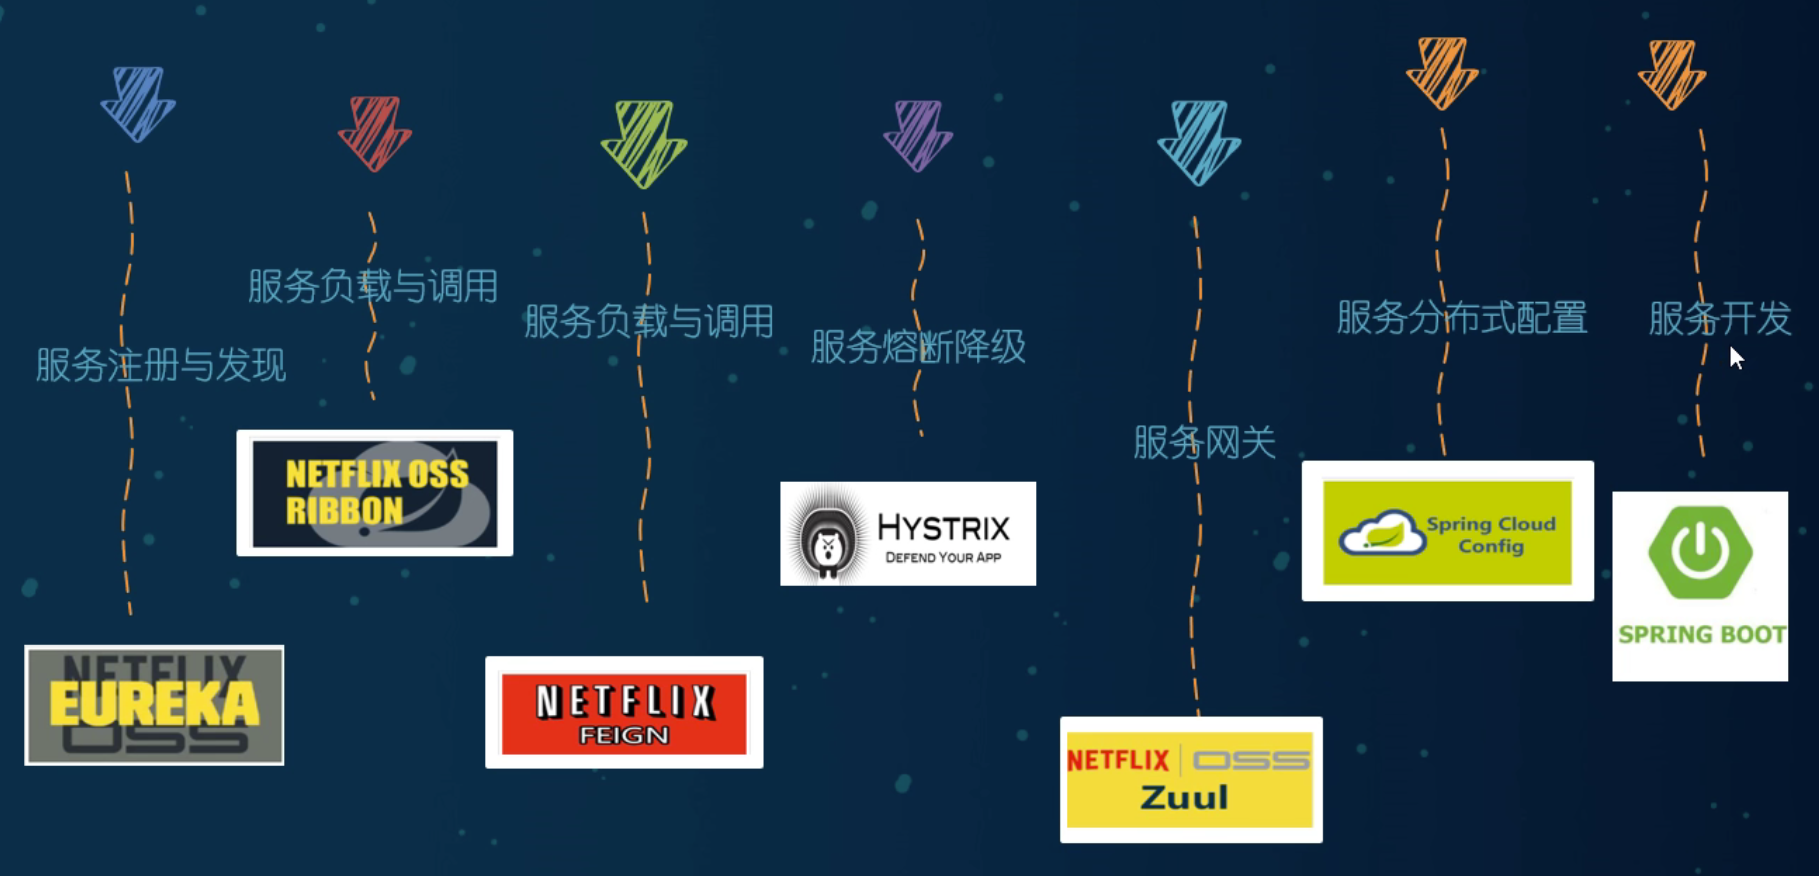 服务注册与发现
NETFLIX
EUREKA
OSS
服务负载与调用
NETFLIX OSS
RIBBON
服务负载与调用
NETFLIX
FEIGN
服务熔断降级
HYSTRIX
DEFEND YOUR APP
服务网关
NETFLIX | OSS
Zuul
服务分布式配置
Spring Cloud
Config
服务开发
SPRING BOOT